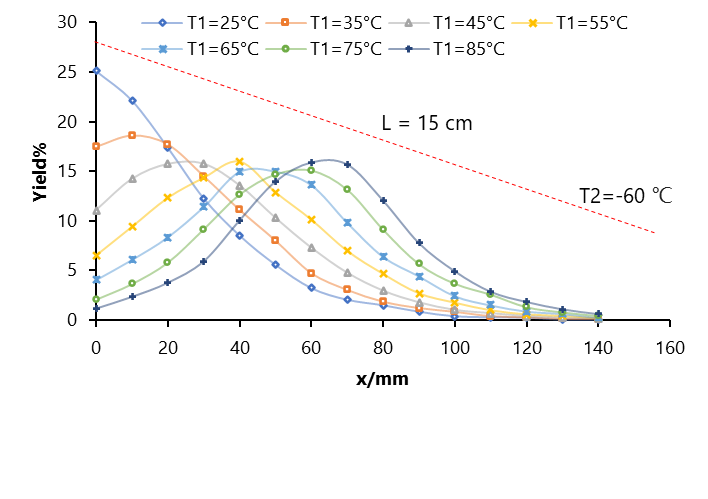 T1=25°C T1=35°C T1=45°C T1=55°C
T1=65°C T1=75°C T1=85°C
30
25
20
15
10
5
0
Yield%
L = 15 cm
T2=-60 ℃
0 20 40 60 80 100 120 140 160
x/mm